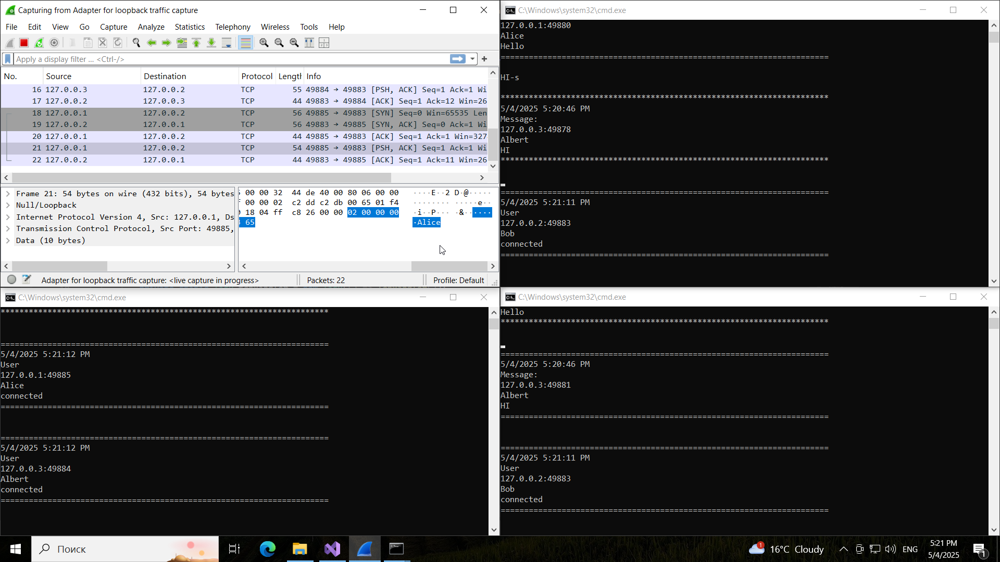 Capturing from Adapter for loopback traffic capture
File Edit View Go Capture Analyze Statistics Telephony Wireless Tools Help
Apply a display filter ... <Ctrl-/>
No. Source Destination Protocol Length Info
16 127.0.0.3 127.0.0.2 TCP 55 49884 → 49883 [PSH, ACK] Seq=1 Ack=1 Wi
17 127.0.0.2 127.0.0.3 TCP 44 49883 → 49884 [ACK] Seq=1 Ack=12 Win=26
18 127.0.0.1 127.0.0.2 TCP 56 49885 → 49883 [SYN] Seq=0 Win=65535 Len
19 127.0.0.2 127.0.0.1 TCP 56 49883 → 49885 [SYN, ACK] Seq=0 Ack=1 Wi
20 127.0.0.1 127.0.0.2 TCP 44 49885 → 49883 [ACK] Seq=1 Ack=1 Win=327
21 127.0.0.1 127.0.0.2 TCP 54 49885 → 49883 [PSH, ACK] Seq=1 Ack=1 Wi
22 127.0.0.2 127.0.0.1 TCP 44 49883 → 49885 [ACK] Seq=1 Ack=11 Win=26
Frame 21: 54 bytes on wire (432 bits), 54 bytes
Null/Loopback
Internet Protocol Version 4, Src: 127.0.0.1, Ds
Transmission Control Protocol, Src Port: 49885,
Data (10 bytes)
00 00 32 44 de 40 00 80 06 00 00 ····E··2 D·@·····
00 00 02 c2 dd c2 db 00 65 01 f4 ········ ·····e··
18 04 ff c8 26 00 00 02 00 00 00 ·i··P··· ·&······
65 ·Alice
Adapter for loopback traffic capture: <live capture in progress> Packets: 22 Profile: Default
C:\Windows\system32\cmd.exe
127.0.0.1:49880
Alice
Hello
======================================================================
HI-s
**********************************************************************
5/4/2025 5:20:46 PM
Message:
127.0.0.3:49878
Albert
HI
**********************************************************************
======================================================================
5/4/2025 5:21:11 PM
User
127.0.0.2:49883
Bob
connected
======================================================================
C:\Windows\system32\cmd.exe
**********************************************************************
======================================================================
5/4/2025 5:21:12 PM
User
127.0.0.1:49885
Alice
connected
======================================================================
======================================================================
5/4/2025 5:21:12 PM
User
127.0.0.3:49884
Albert
connected
======================================================================
C:\Windows\system32\cmd.exe
Hello
**********************************************************************
======================================================================
5/4/2025 5:20:46 PM
Message:
127.0.0.3:49881
Albert
HI
======================================================================
======================================================================
5/4/2025 5:21:11 PM
User
127.0.0.2:49883
Bob
connected
======================================================================
Поиск
1
16°C Cloudy
ENG
5:21 PM
5/4/2025
1